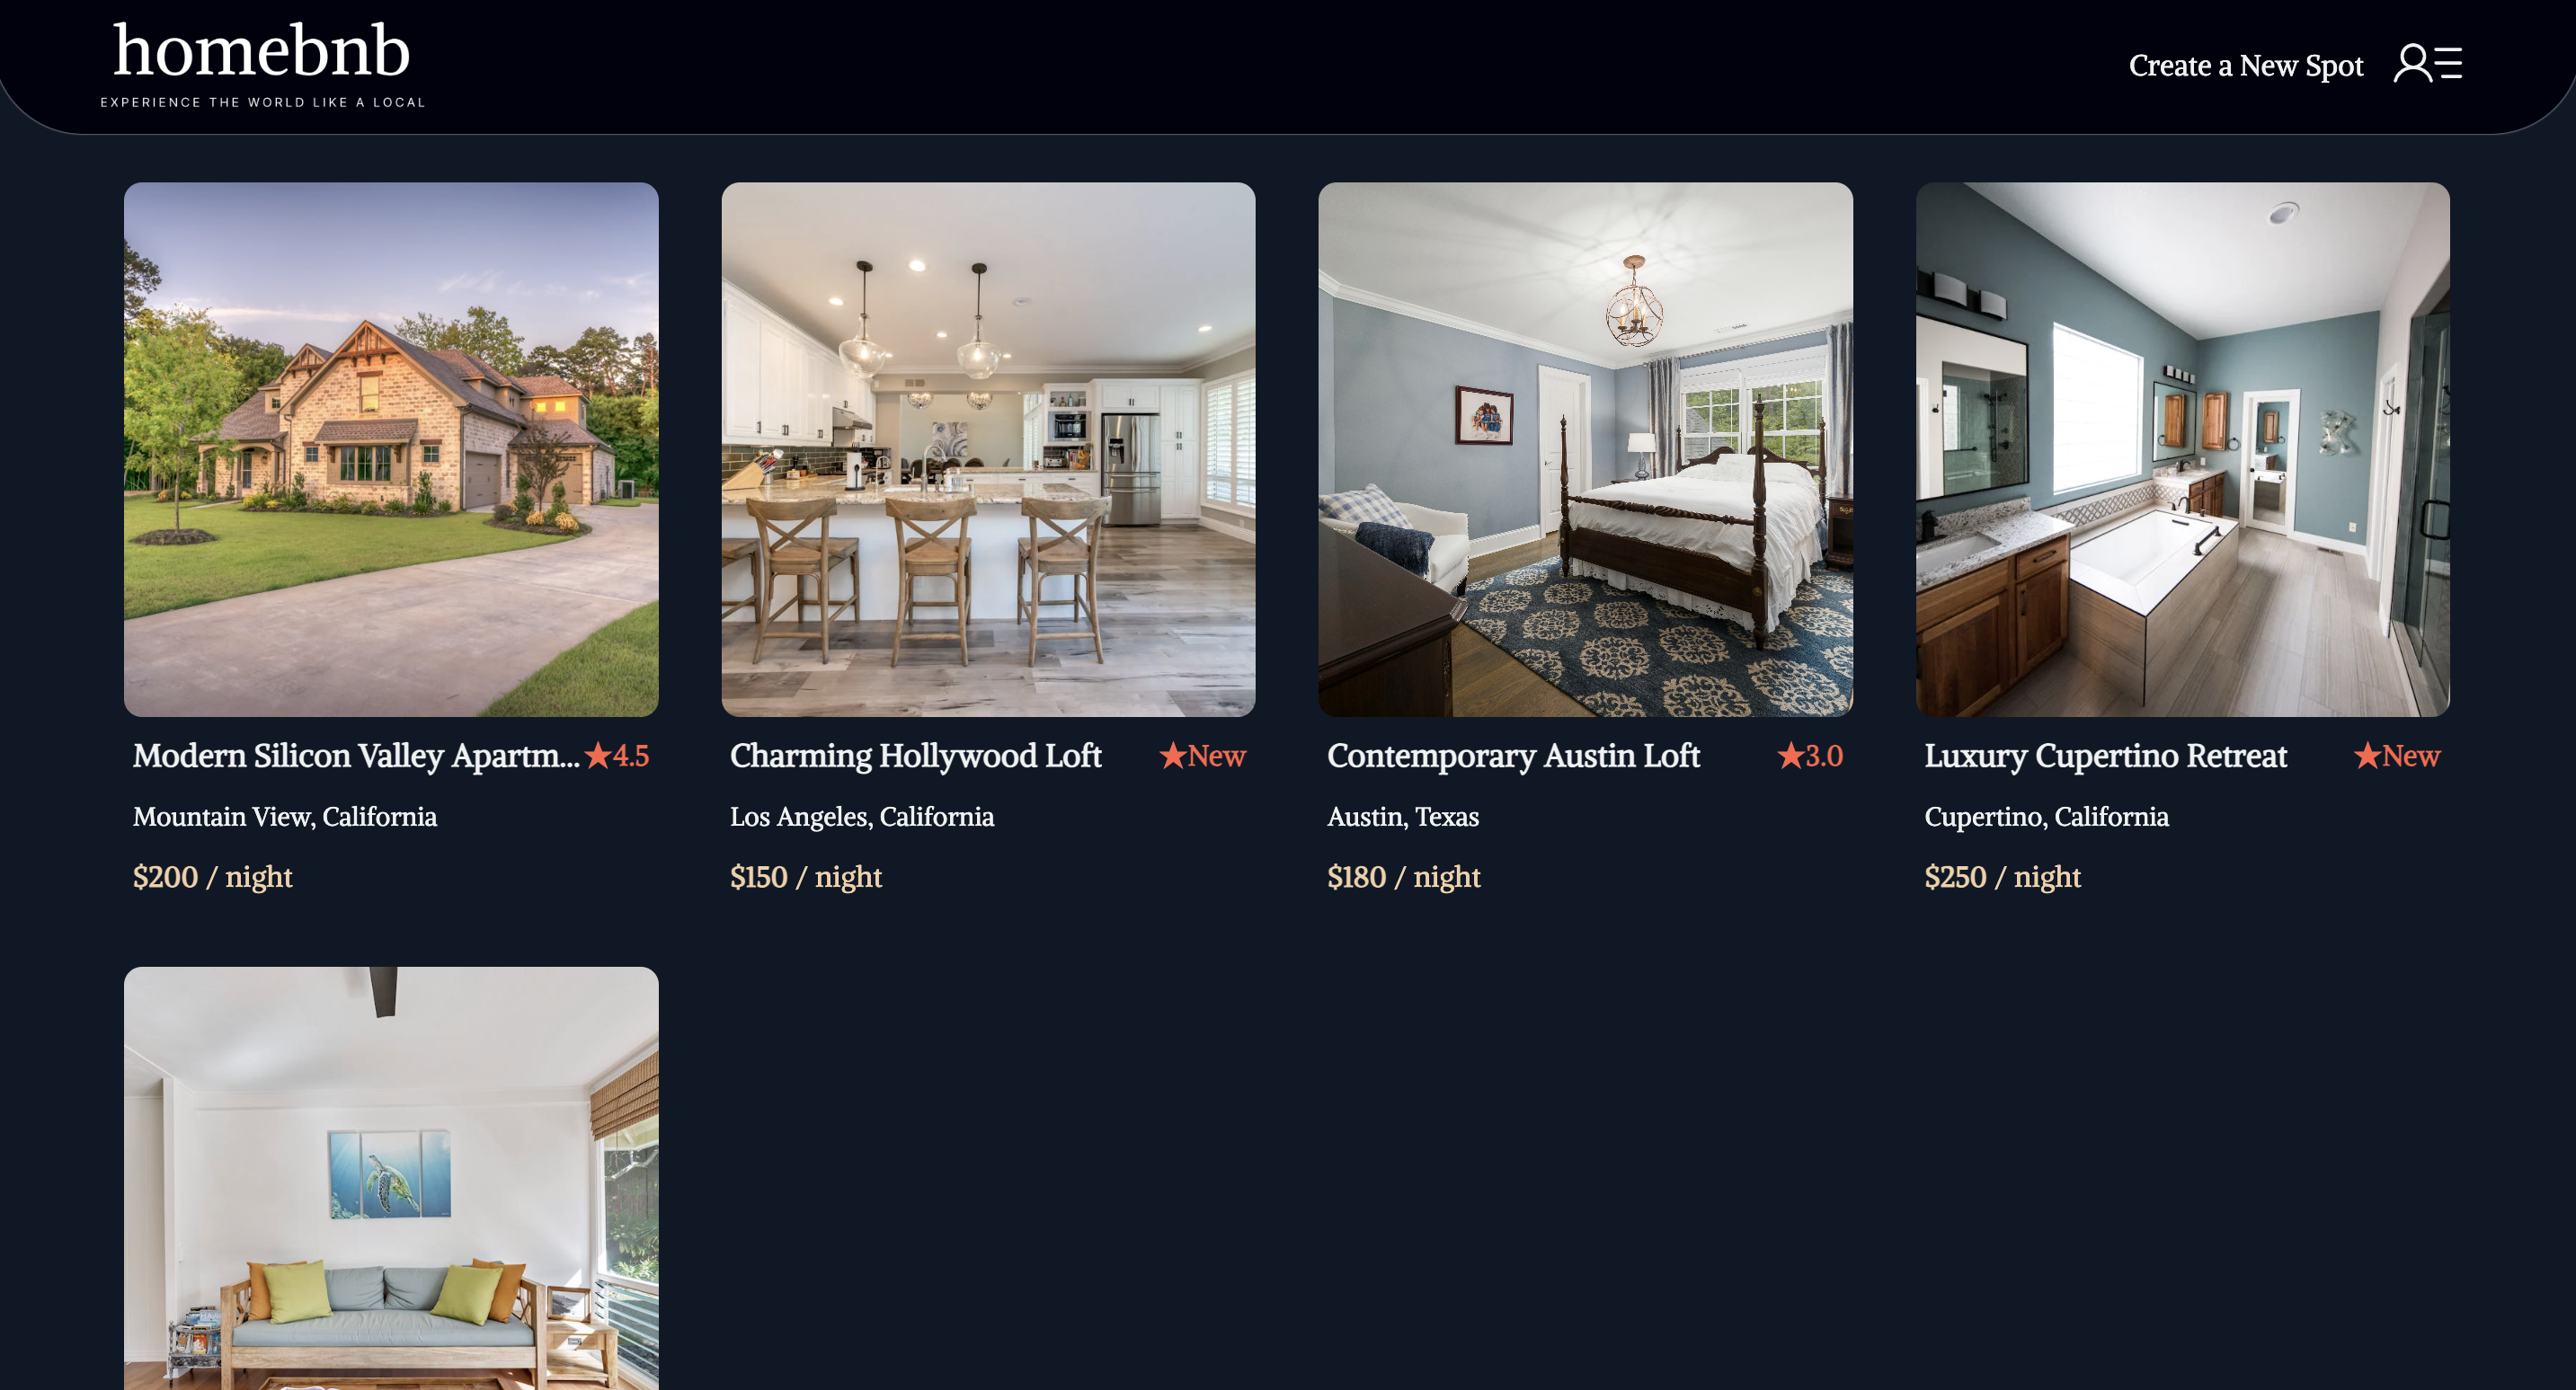 homebnb
EXPERIENCE THE WORLD LIKE A LOCAL
Create a New Spot
Modern Silicon Valley Apartm... ★4.5
Mountain View, California
$200 / night
Charming Hollywood Loft ★New
Los Angeles, California
$150 / night
Contemporary Austin Loft ★3.0
Austin, Texas
$180 / night
Luxury Cupertino Retreat ★New
Cupertino, California
$250 / night